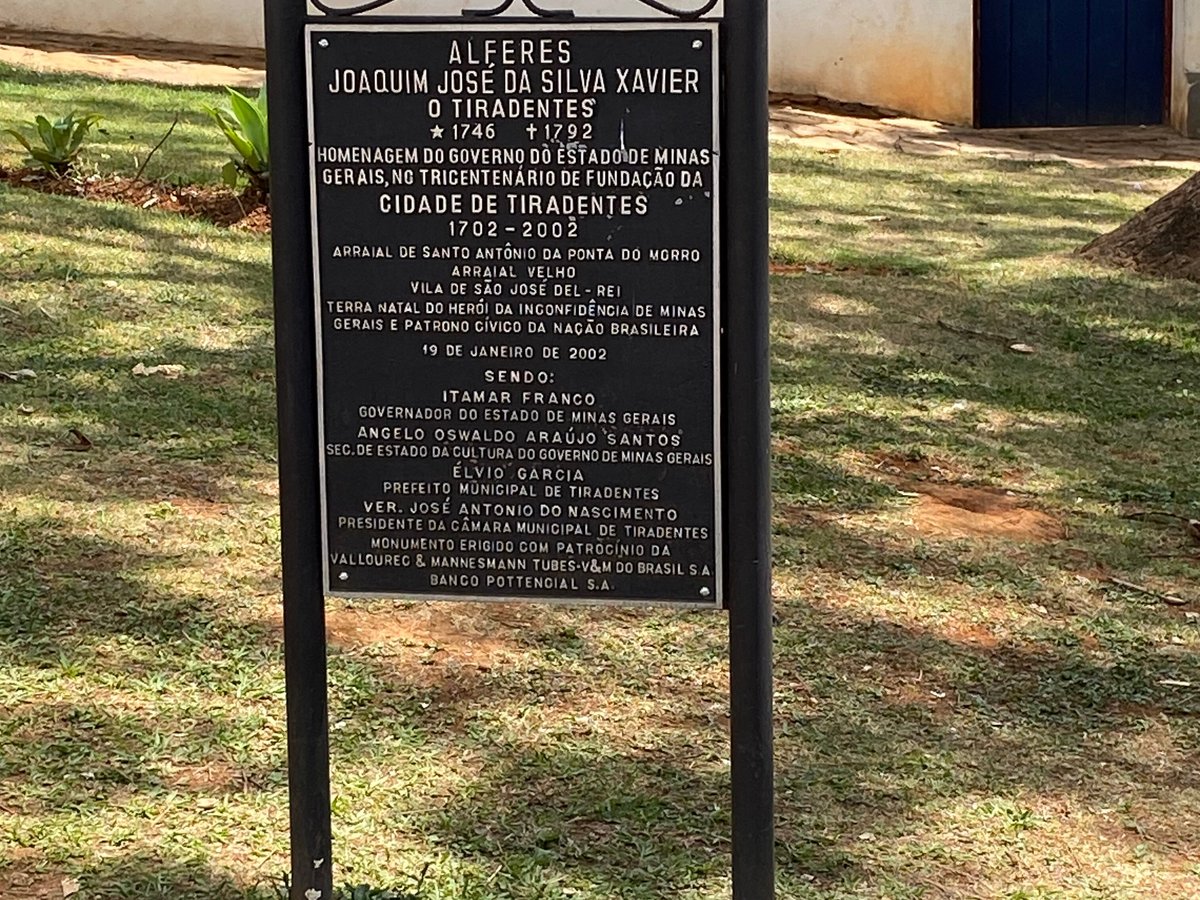 ALFERES
JOAQUIM JOSÉ DA SILVA XAVIER
O TIRADENTES
★ 1746 ✝ 1792
HOMENAGEM DO GOVERNO DO ESTADO DE MINAS
GERAIS, NO TRICENTENÁRIO DE FUNDAÇÃO DA
CIDADE DE TIRADENTES
1702 - 2002
ARRAIAL DE SANTO ANTÔNIO DA PONTA DO MORRO
ARRAIAL VELHO
VILA DE SÃO JOSÉ DEL - REI
TERRA NATAL DO HERÓI DA INCONFIDÊNCIA DE MINAS
GERAIS E PATRONO CÍVICO DA NAÇÃO BRASILEIRA
19 DE JANEIRO DE 2002
SENDO:
ITAMAR FRANCO
GOVERNADOR DO ESTADO DE MINAS GERAIS
ANGELO OSWALDO ARAÚJO SANTOS
SEC. DE ESTADO DA CULTURA DO GOVERNO DE MINAS GERAIS
ÉLVIO GARCIA
PREFEITO MUNICIPAL DE TIRADENTES
VER. JOSÉ ANTONIO DO NASCIMENTO
PRESIDENTE DA CÂMARA MUNICIPAL DE TIRADENTES
MONUMENTO ERIGIDO COM PATROCÍNIO DA
VALLOUREC & MANNESMANN TUBES-V&M DO BRASIL S.A.
BANCO POTTENCIAL S.A.